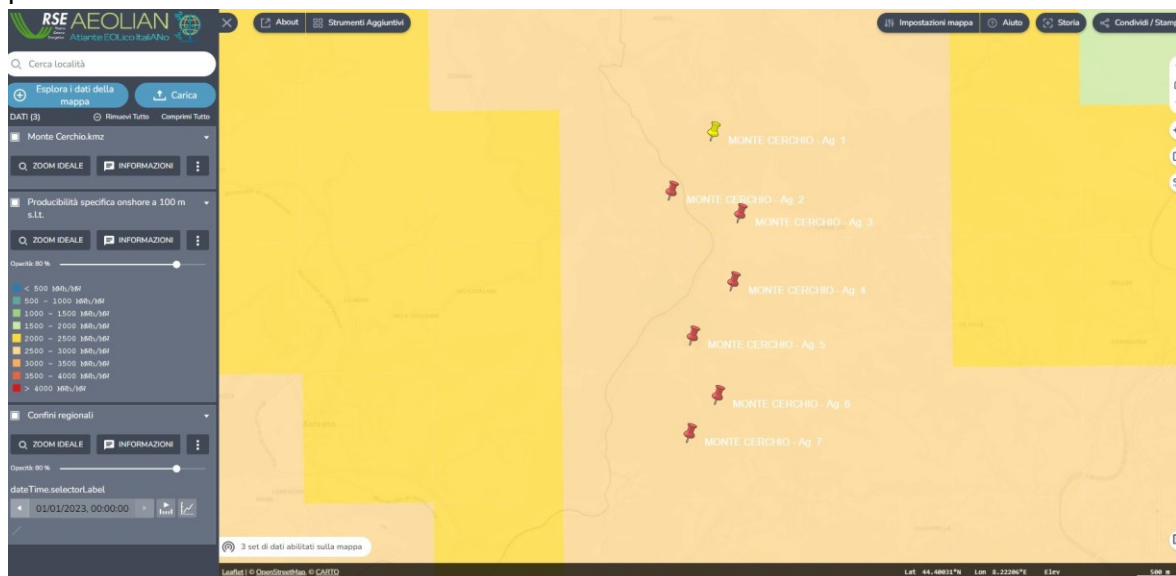 RSE AEOLIAN
Atlante EOLico ItaliANo
About
Strumenti Aggiuntivi
Impostazioni mappa
Aiuto
Storia
Condividi / Stamp
Cerca località
Esplora i dati della
mappa
Carica
DATI (3)
Rimuovi Tutto
Comprimi Tutto
Monte Cerchio.kmz
ZOOM IDEALE
INFORMAZIONI
Producibilità specifica onshore a 100 m
s.l.t.
ZOOM IDEALE
INFORMAZIONI
Opacità: 80 %
< 500 MWh/MW
500 - 1000 MWh/MW
1000 - 1500 MWh/MW
1500 - 2000 MWh/MW
2000 - 2500 MWh/MW
2500 - 3000 MWh/MW
3000 - 3500 MWh/MW
3500 - 4000 MWh/MW
> 4000 MWh/MW
Confini regionali
ZOOM IDEALE
INFORMAZIONI
Opacità: 80 %
dateTime.selectorLabel
01/01/2023, 00:00:00
MONTE CERCHIO - Ag. 1
MONTE CERCHIO - Ag. 2
MONTE CERCHIO - Ag. 3
MONTE CERCHIO - Ag. 4
MONTE CERCHIO - Ag. 5
MONTE CERCHIO - Ag. 6
MONTE CERCHIO - Ag. 7
3 set di dati abilitati sulla mappa
Leaflet | © OpenStreetMap, © CARTO
Lat 44.40031°N Lon 8.22206°E Elev
500 m